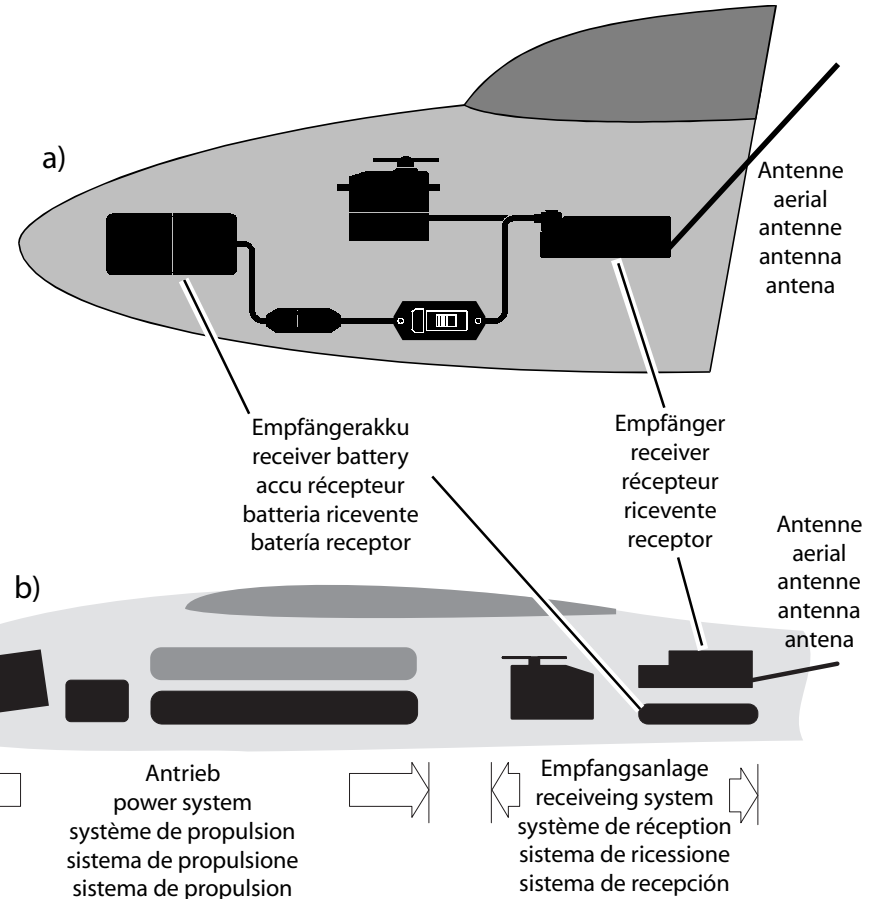 a)
Antenne
aerial
antenne
antenna
antena
Empfängerakku
receiver battery
accu récepteur
batteria ricevente
batería receptor
Empfänger
receiver
récepteur
ricevente
receptor
Antenne
aerial
antenne
antenna
antena
b)
Antrieb
power system
système de propulsion
sistema de propulsione
sistema de propulsion
Empfangsanlage
receiveing system
système de réception
sistema de ricessione
sistema de recepción